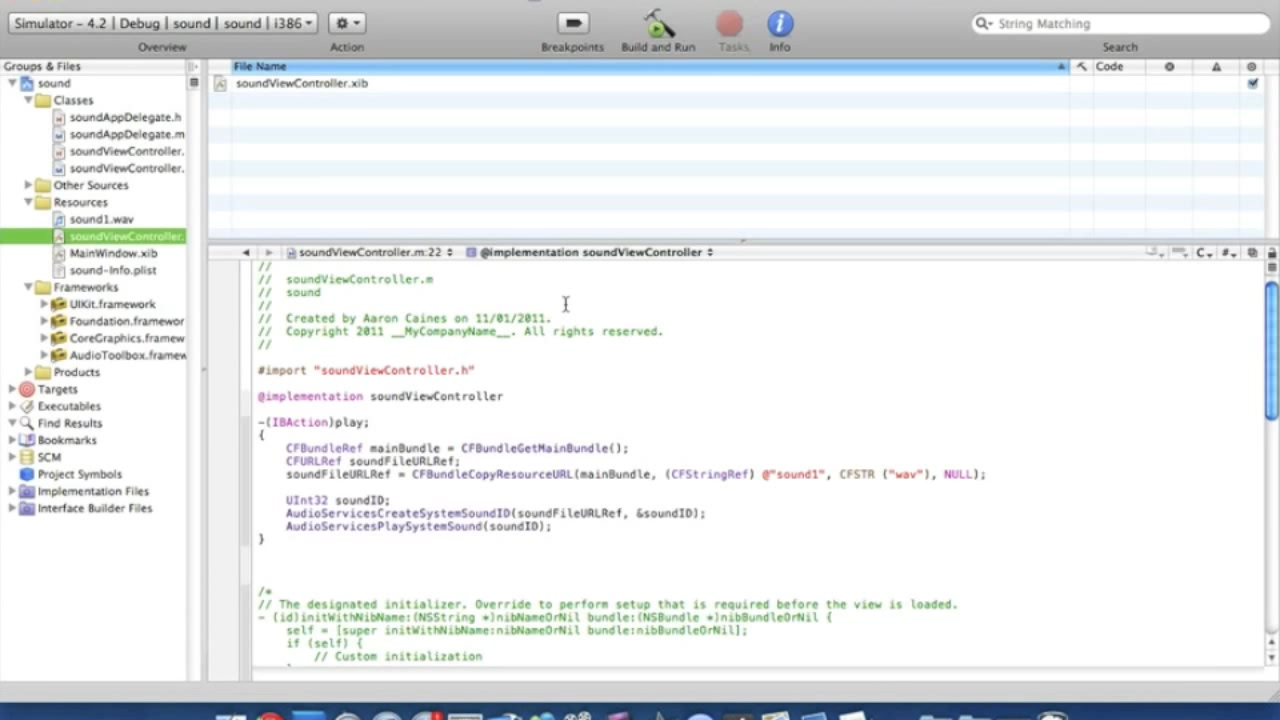 Simulator - 4.2 | Debug | sound | sound | i386
String Matching
Overview
Action
Breakpoints
Build and Run
Tasks
Info
Search
Groups & Files
File Name
Code
sound
soundViewController.xib
Classes
soundAppDelegate.h
soundAppDelegate.m
soundViewController.
soundViewController.
Other Sources
Resources
sound1.wav
soundViewController.
MainWindow.xib
sound-Info.plist
Frameworks
UIKit.framework
Foundation.framewor
CoreGraphics.framew
AudioToolbox.framew
Products
Targets
Executables
Find Results
Bookmarks
SCM
Project Symbols
Implementation Files
Interface Builder Files
soundViewController.m:22 @implementation soundViewController
C #
//
// soundViewController.m
// sound
//
// Created by Aaron Caines on 11/01/2011.
// Copyright 2011 __MyCompanyName__. All rights reserved.
//
#import "soundViewController.h"
@implementation soundViewController
-(IBAction)play;
{
CFBundleRef mainBundle = CFBundleGetMainBundle();
CFURLRef soundFileURLRef;
soundFileURLRef = CFBundleCopyResourceURL(mainBundle, (CFStringRef) @"sound1", CFSTR ("wav"), NULL);
UInt32 soundID;
AudioServicesCreateSystemSoundID(soundFileURLRef, &soundID);
AudioServicesPlaySystemSound(soundID);
}
/*
// The designated initializer. Override to perform setup that is required before the view is loaded.
- (id)initWithNibName:(NSString *)nibNameOrNil bundle:(NSBundle *)nibBundleOrNil {
self = [super initWithNibName:nibNameOrNil bundle:nibBundleOrNil];
if (self) {
// Custom initialization